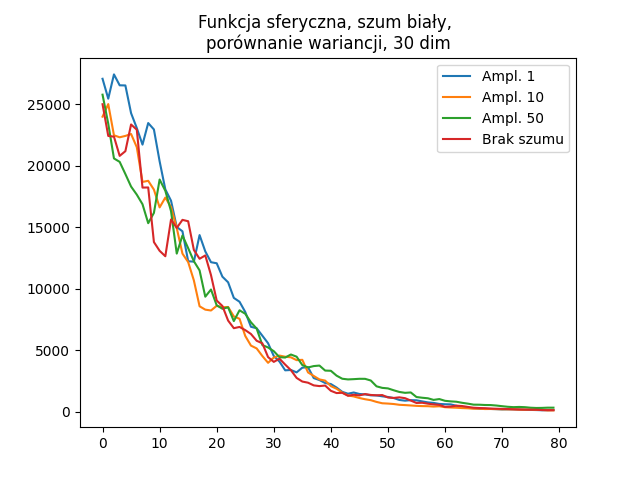 Funkcja sferyczna, szum biały,
porównanie wariancji, 30 dim
Ampl. 1
Ampl. 10
Ampl. 50
Brak szumu
25000
20000
15000
10000
5000
0
0 10 20 30 40 50 60 70 80